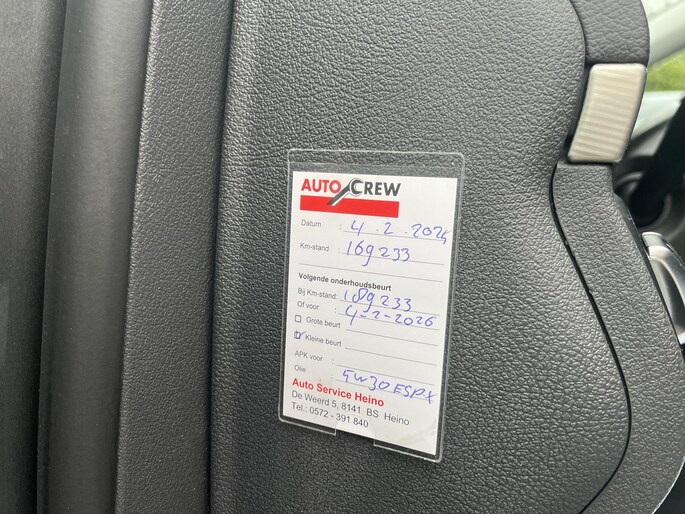 AUTO CREW
Datum : 4-2-2025
Km-stand : 169233
Volgende onderhoudsbeurt
Bij Km-stand: 189233
Of voor : 4-2-2026
Grote beurt
Kleine beurt
APK voor :
Olie : 5W30 ESPX
Auto Service Heino
De Weerd 5, 8141 BS Heino
Tel.: 0572 - 391 840